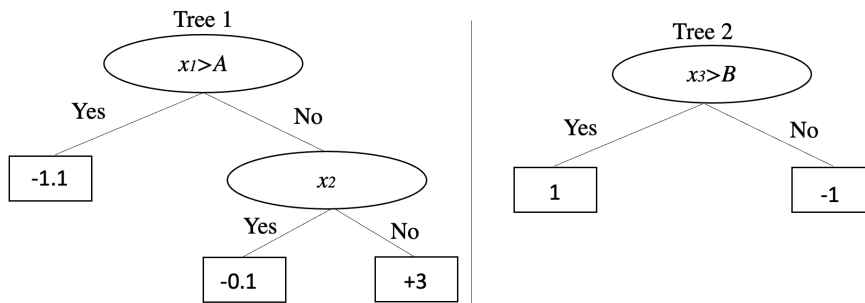 Tree 1
x1>A
Yes
No
-1.1
x2
Yes
No
-0.1
+3
Tree 2
x3>B
Yes
No
1
-1